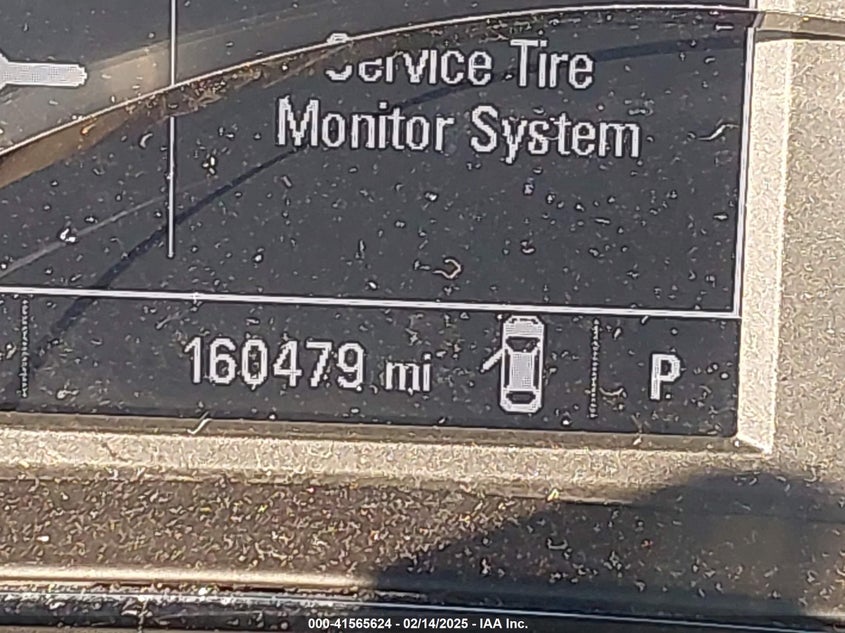 Service Tire
Monitor System
160479 mi
P
000-41565624 - 02/14/2025 - IAA Inc.